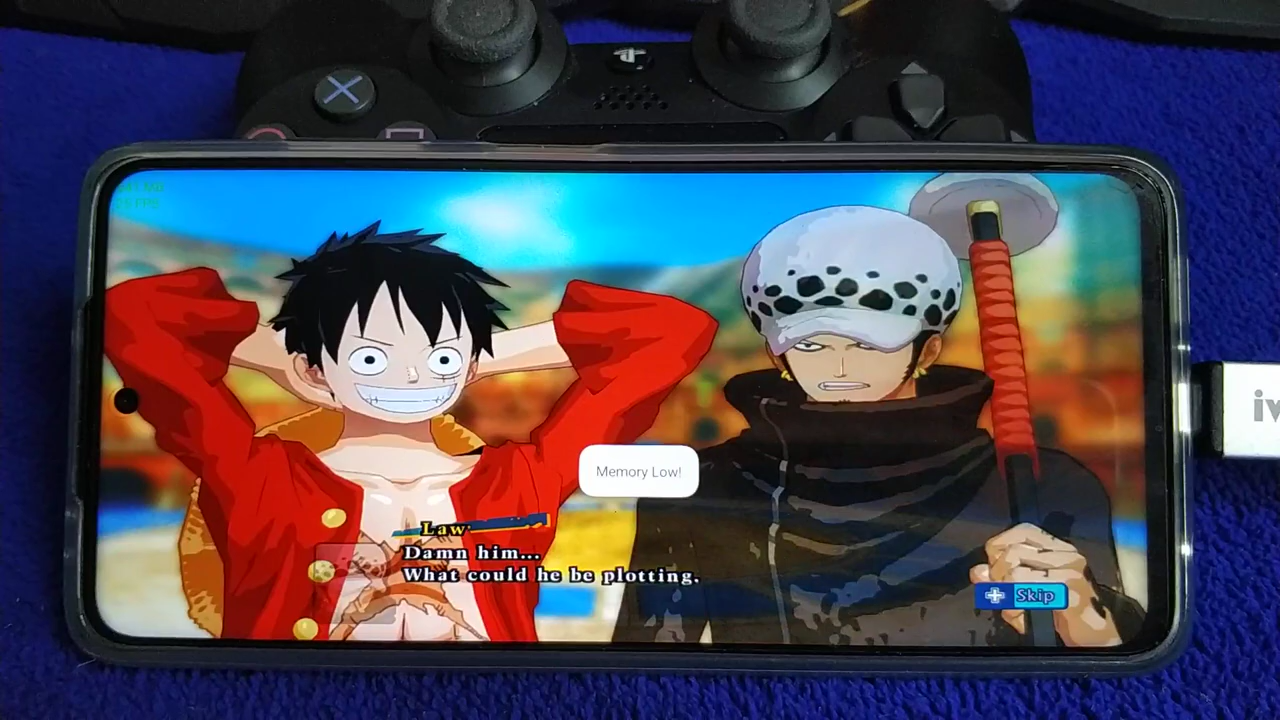 Memory Low!
Law
Damn him...
What could he be plotting.
Skip